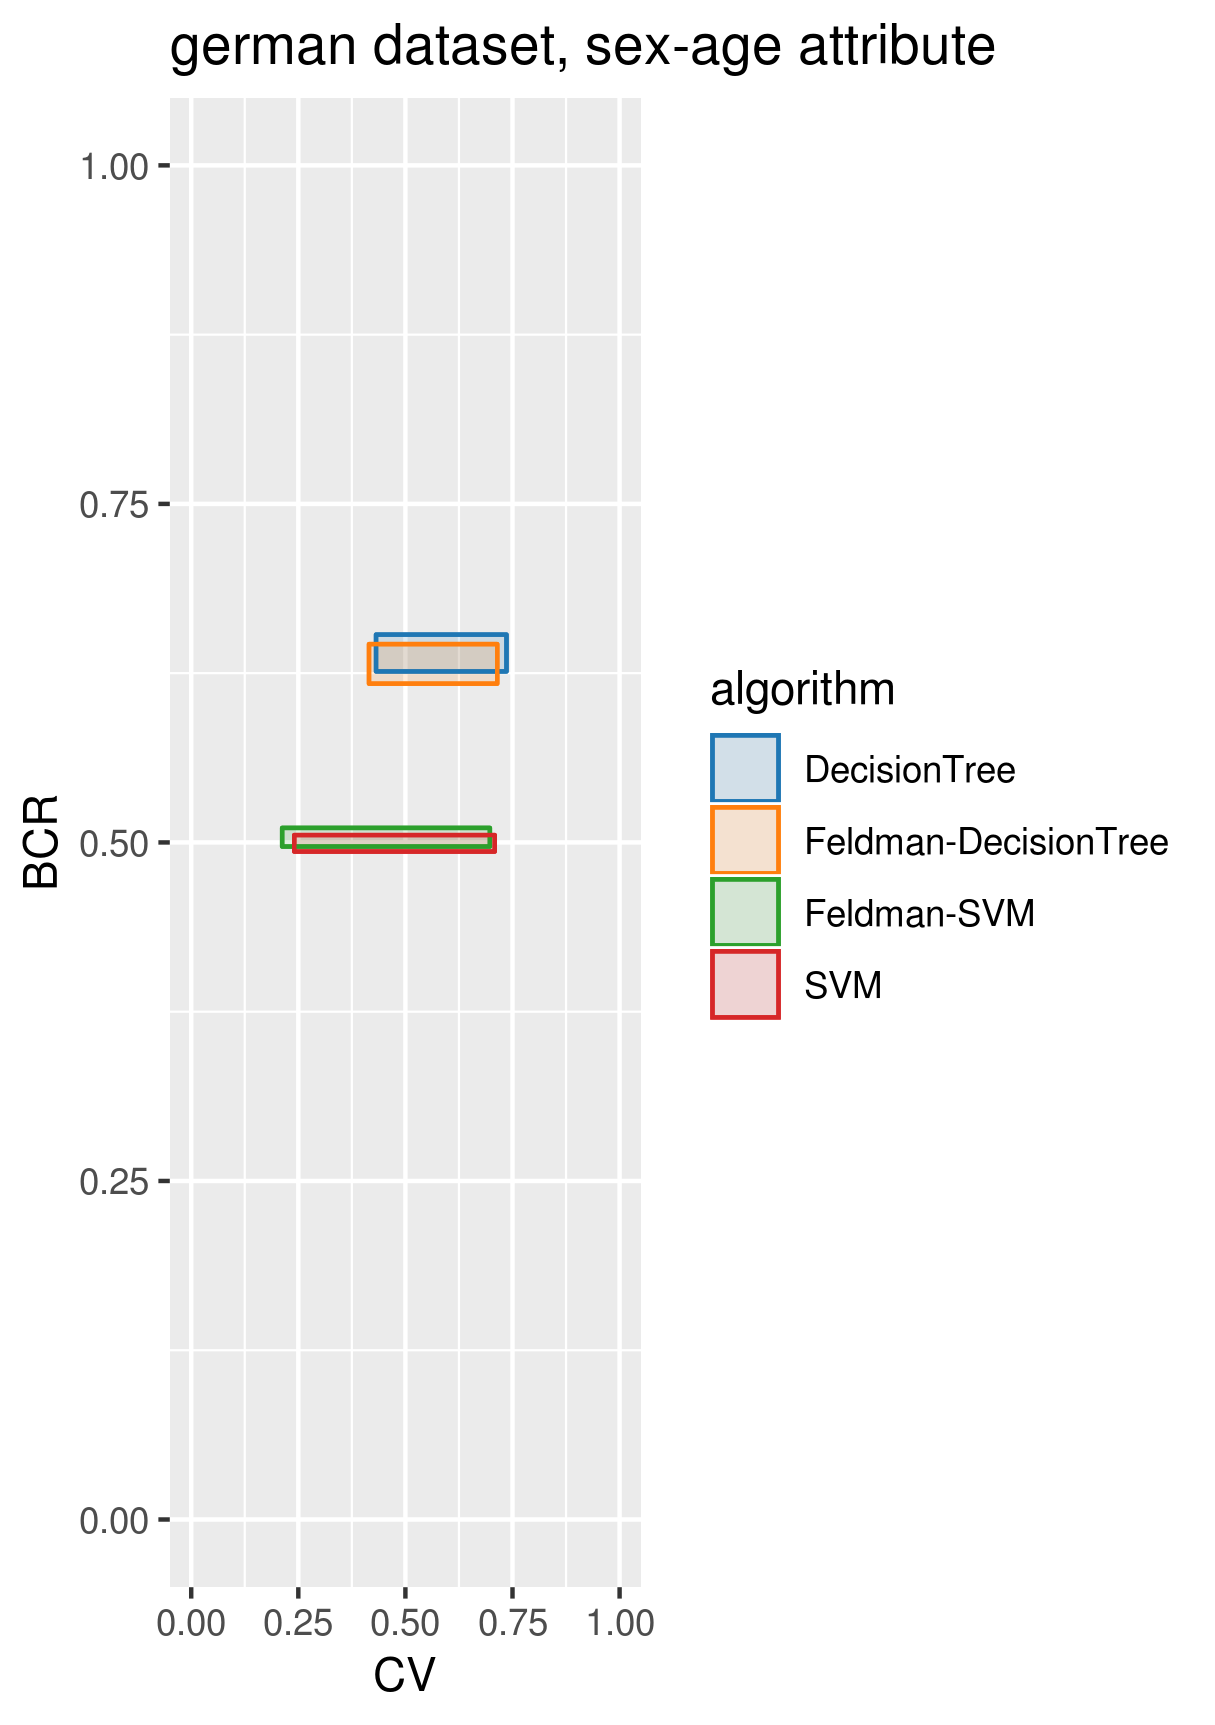 german dataset, sex-age attribute
1.00
0.75
0.50
0.25
0.00
BCR
0.00 0.25 0.50 0.75 1.00
CV
algorithm
DecisionTree
Feldman-DecisionTree
Feldman-SVM
SVM